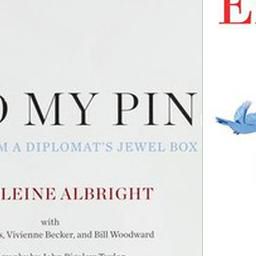 O MY PIN
M A DIPLOMAT'S JEWEL BOX
LEINE ALBRIGHT
with
s, Vivienne Becker, and Bill Woodward